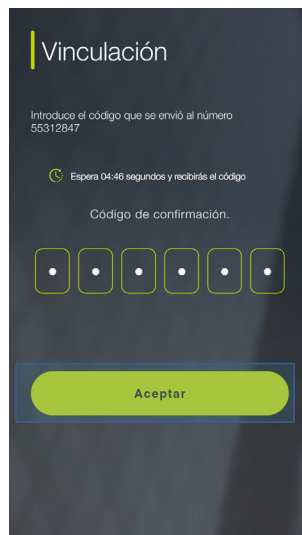 Vinculación
Introduce el código que se envió al número
55312847
Espera 04:46 segundos y recibirás el código
Código de confirmación.
Aceptar